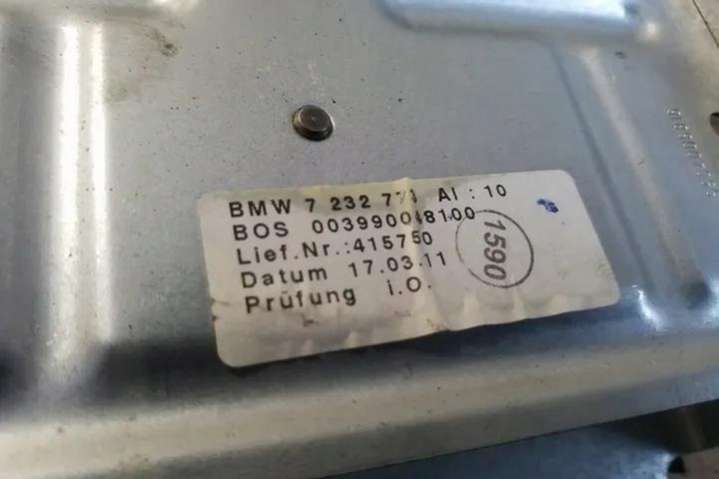 BMW 7 232 AI : 10
BOS 003990048100
Lief.Nr.:415750
Datum 17.03.11
Prüfung i.O.
1590